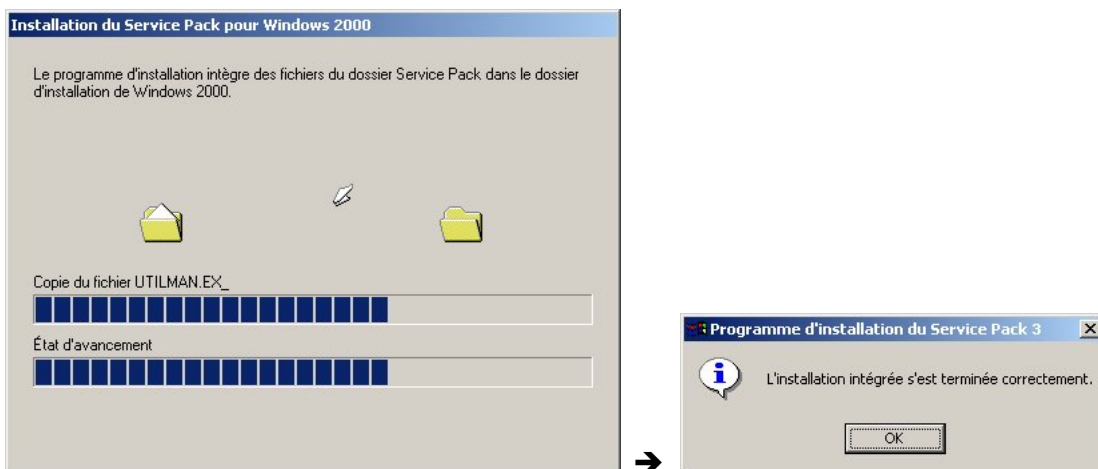 Installation du Service Pack pour Windows 2000
Le programme d'installation intègre des fichiers du dossier Service Pack dans le dossier
d'installation de Windows 2000.
Copie du fichier UTILMAN.EX_
État d'avancement
➔
Programme d'installation du Service Pack 3
L'installation intégrée s'est terminée correctement.
OK